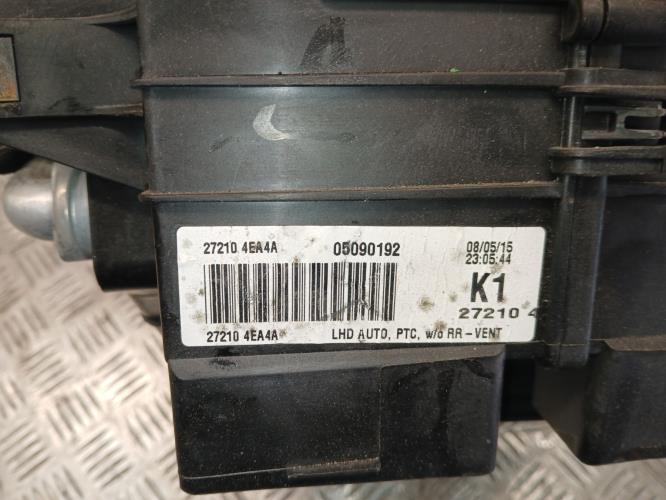 27210 4EA4A 05090192 08/05/15
23:05:44
K1
27210 4
27210 4EA4A LHD AUTO, PTC, w/o RR-VENT